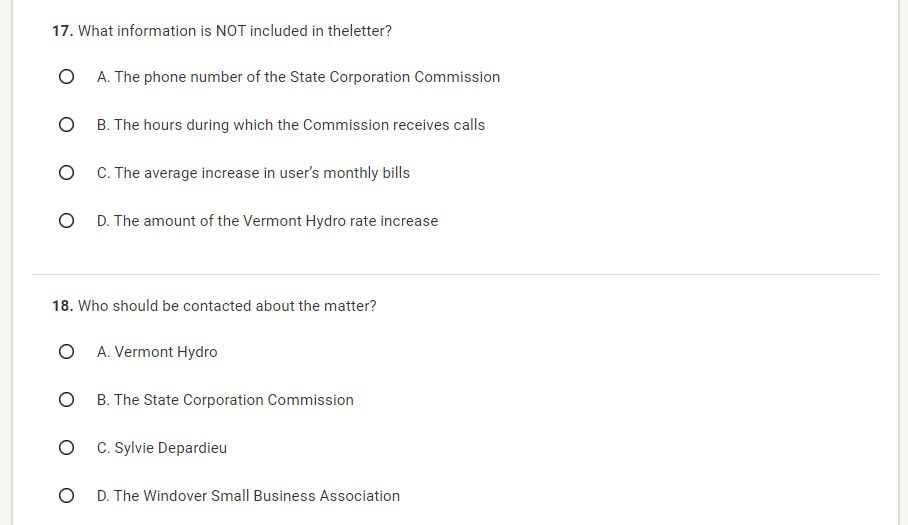 17. What information is NOT included in theletter?
A. The phone number of the State Corporation Commission
B. The hours during which the Commission receives calls
C. The average increase in user's monthly bills
D. The amount of the Vermont Hydro rate increase
18. Who should be contacted about the matter?
A. Vermont Hydro
B. The State Corporation Commission
C. Sylvie Depardieu
D. The Windover Small Business Association